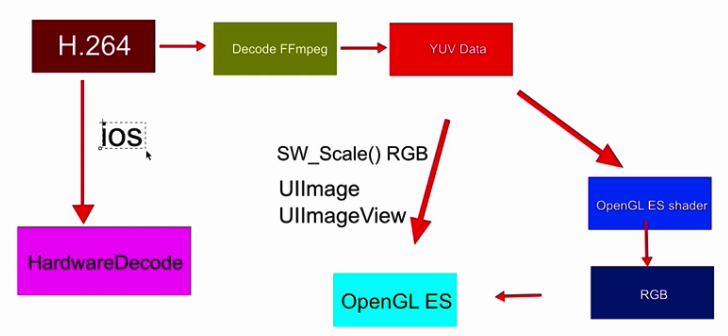 H.264
Decode FFmpeg
YUV Data
ios
SW_Scale() RGB
UIImage
UIImageView
OpenGL ES shader
HardwareDecode
OpenGL ES
RGB